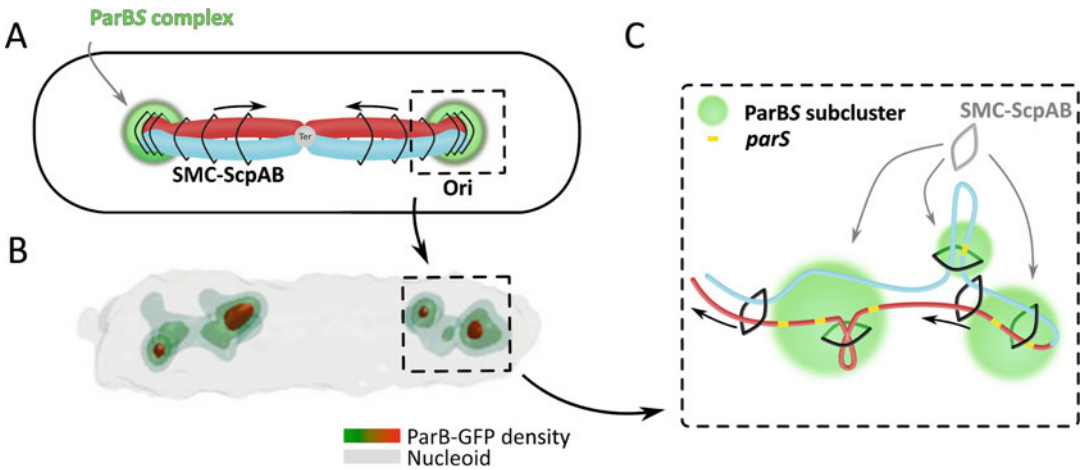 A
ParBS complex
Ter
SMC-ScpAB
Ori
B
ParB-GFP density
Nucleoid
C
ParBS subcluster
parS
SMC-ScpAB